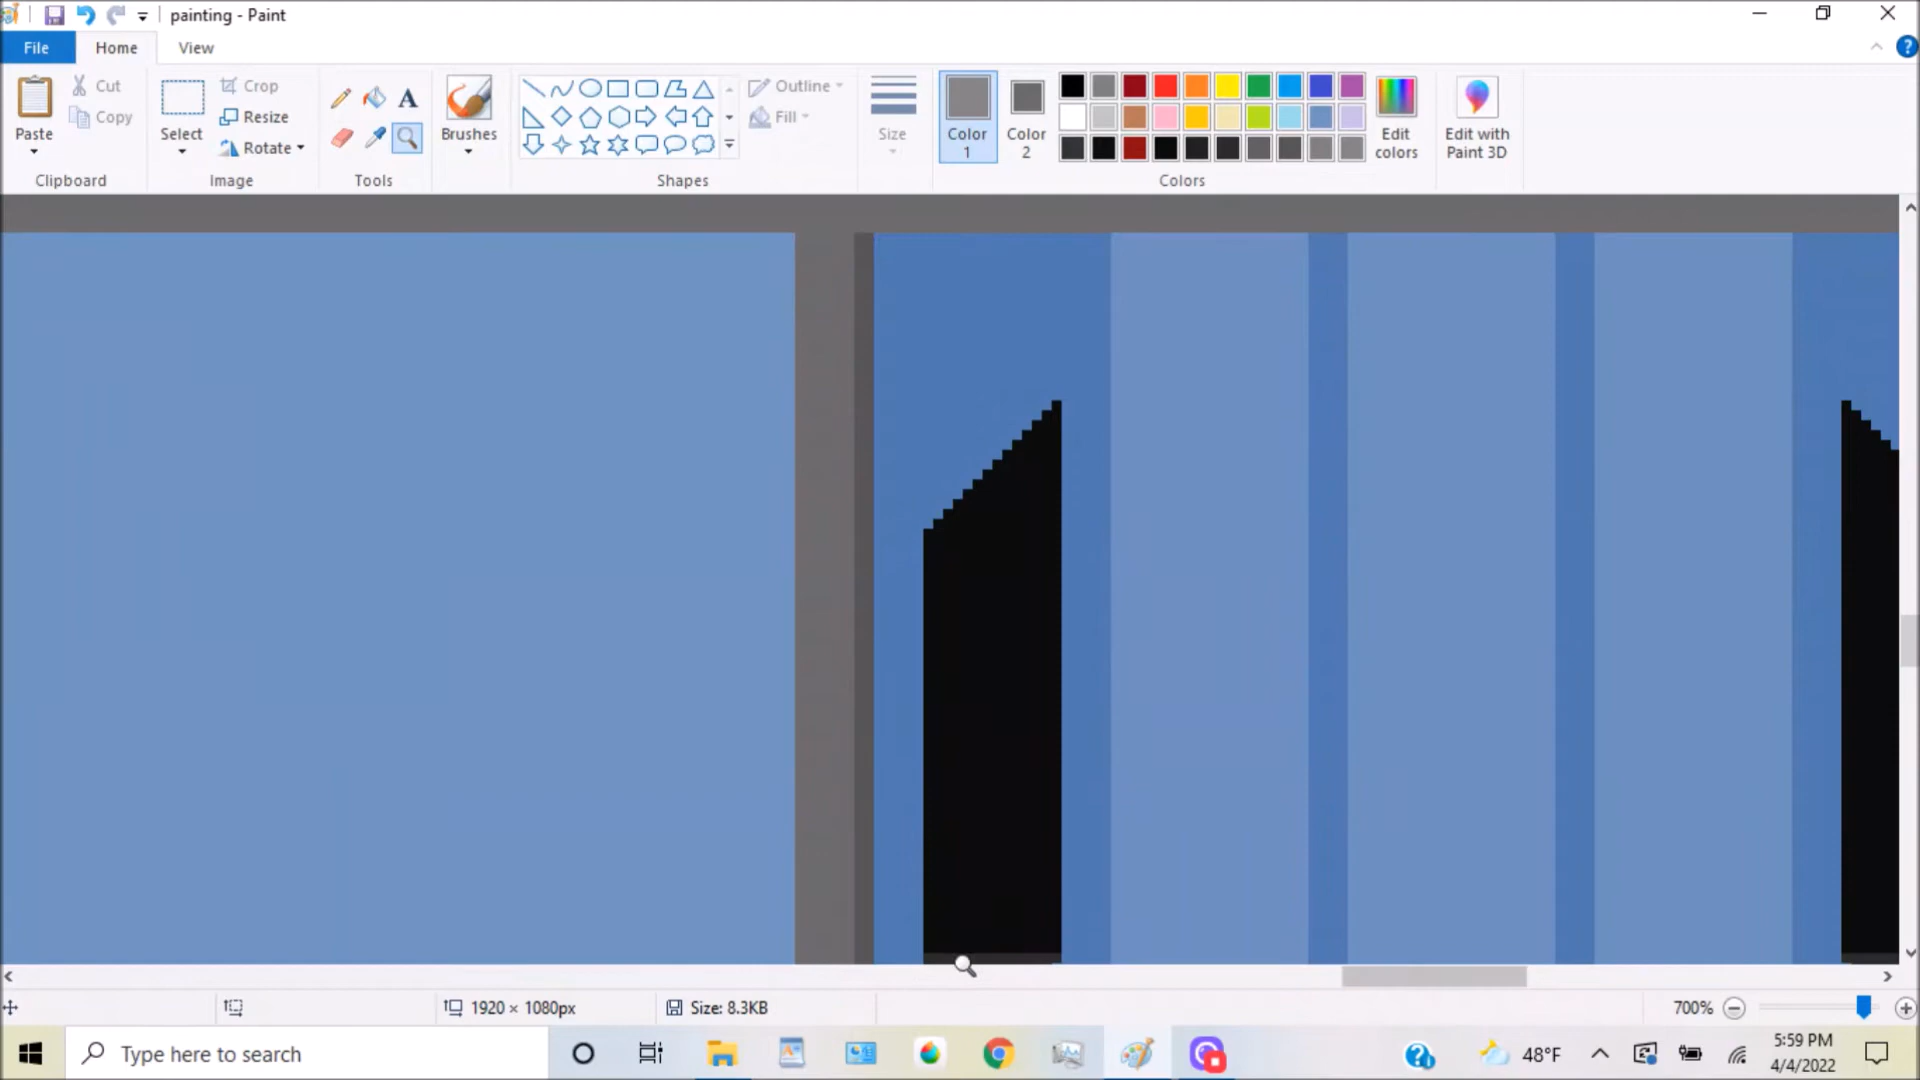 painting - Paint
File
Home
View
Paste
Cut
Copy
Clipboard
Select
Crop
Resize
Rotate
Image
A
Tools
Brushes
Shapes
Outline
Fill
Size
Color
1
Color
2
Colors
Edit
colors
Edit with
Paint 3D
1920 × 1080px
Size: 8.3KB
700%
Type here to search
48°F
5:59 PM
4/4/2022